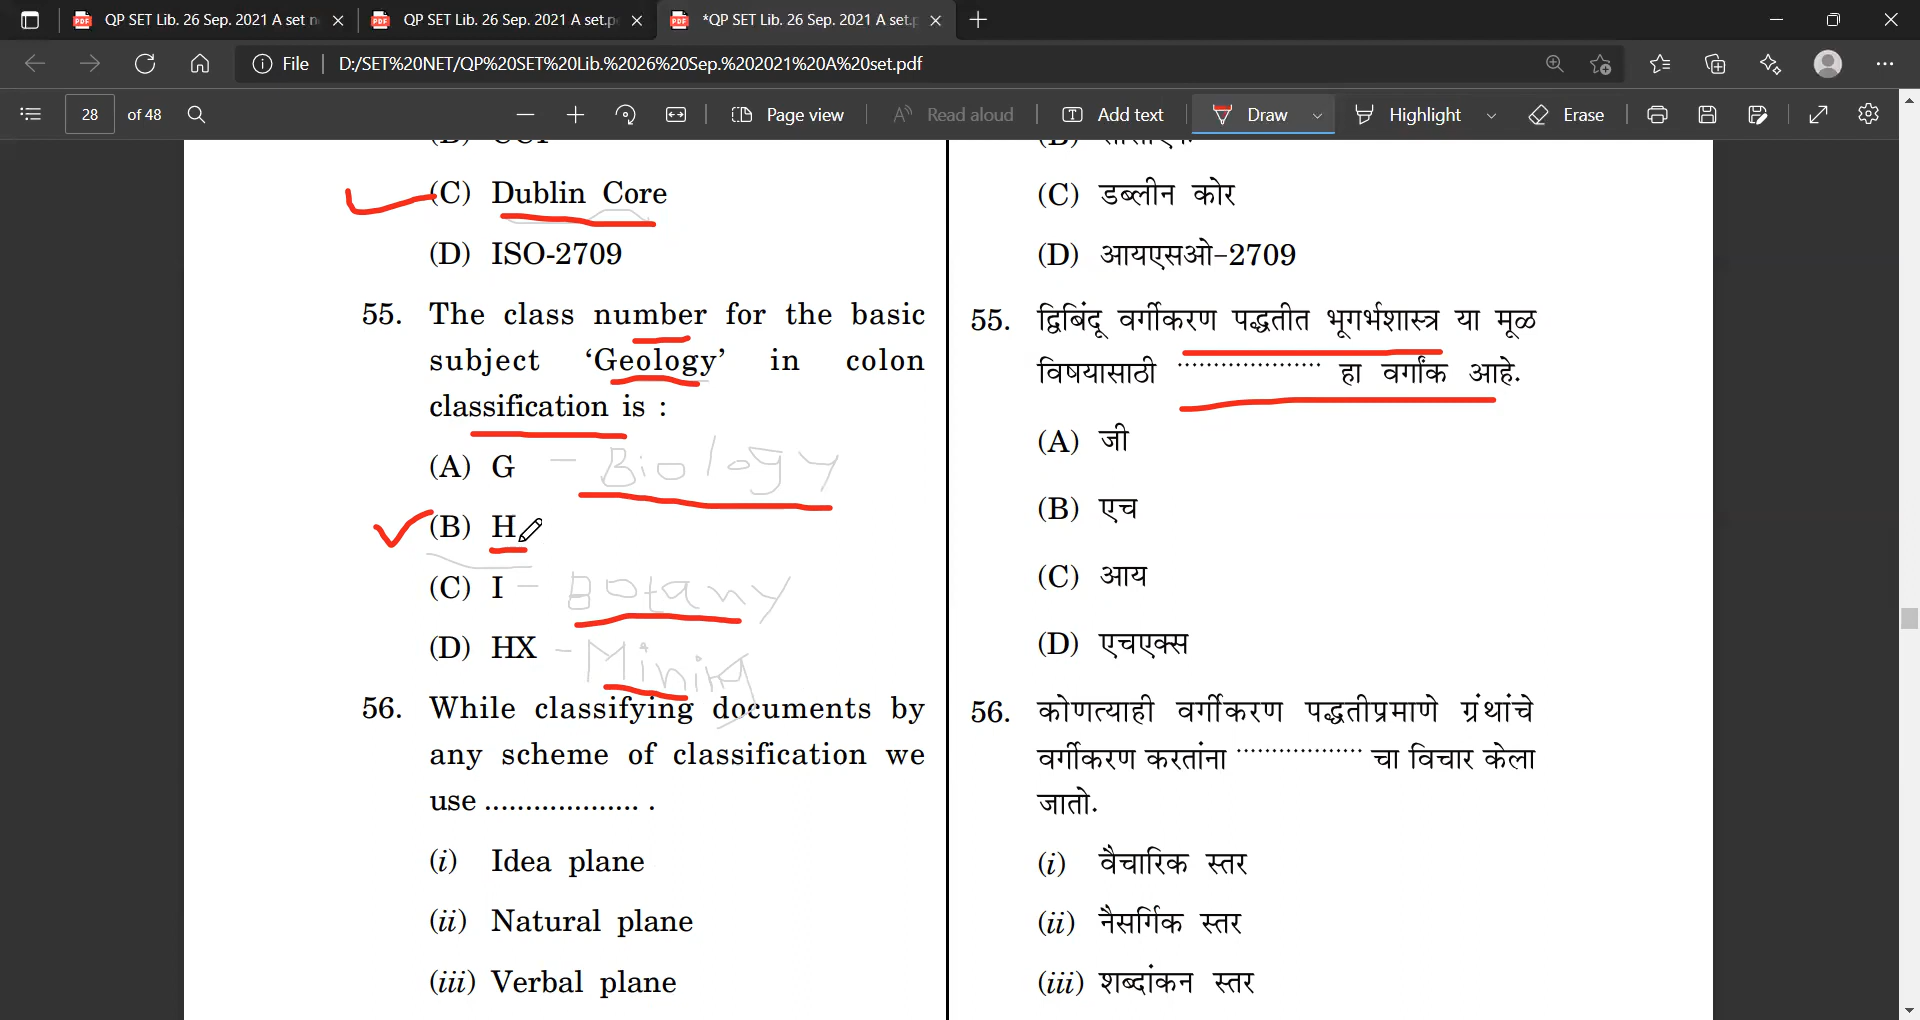 QP SET Lib. 26 Sep. 2021 A set n
QP SET Lib. 26 Sep. 2021 A set.p
*QP SET Lib. 26 Sep. 2021 A set.p
File
D:/SET%20NET/QP%20SET%20Lib.%2026%20Sep.%202021%20A%20set.pdf
28 of 48
Page view
Read aloud
Add text
Draw
Highlight
Erase
(C) Dublin Core
(D) ISO-2709
55. The class number for the basic
subject ‘Geology’ in colon
classification is :
(A) G - Biology
(B) H
(C) I - Botany
(D) HX - Mining
56. While classifying documents by
any scheme of classification we
use ................... .
(i) Idea plane
(ii) Natural plane
(iii) Verbal plane
(C) डब्लीन कोर
(D) आयएसओ-2709
55. द्विबिंदू वर्गीकरण पद्धतीत भूगर्भशास्त्र या मूळ
विषयासाठी .................... हा वर्गांक आहे.
(A) जी
(B) एच
(C) आय
(D) एचएक्स
56. कोणत्याही वर्गीकरण पद्धतीप्रमाणे ग्रंथांचे
वर्गीकरण करतांना ................. चा विचार केला
जातो.
(i) वैचारिक स्तर
(ii) नैसर्गिक स्तर
(iii) शब्दांकन स्तर